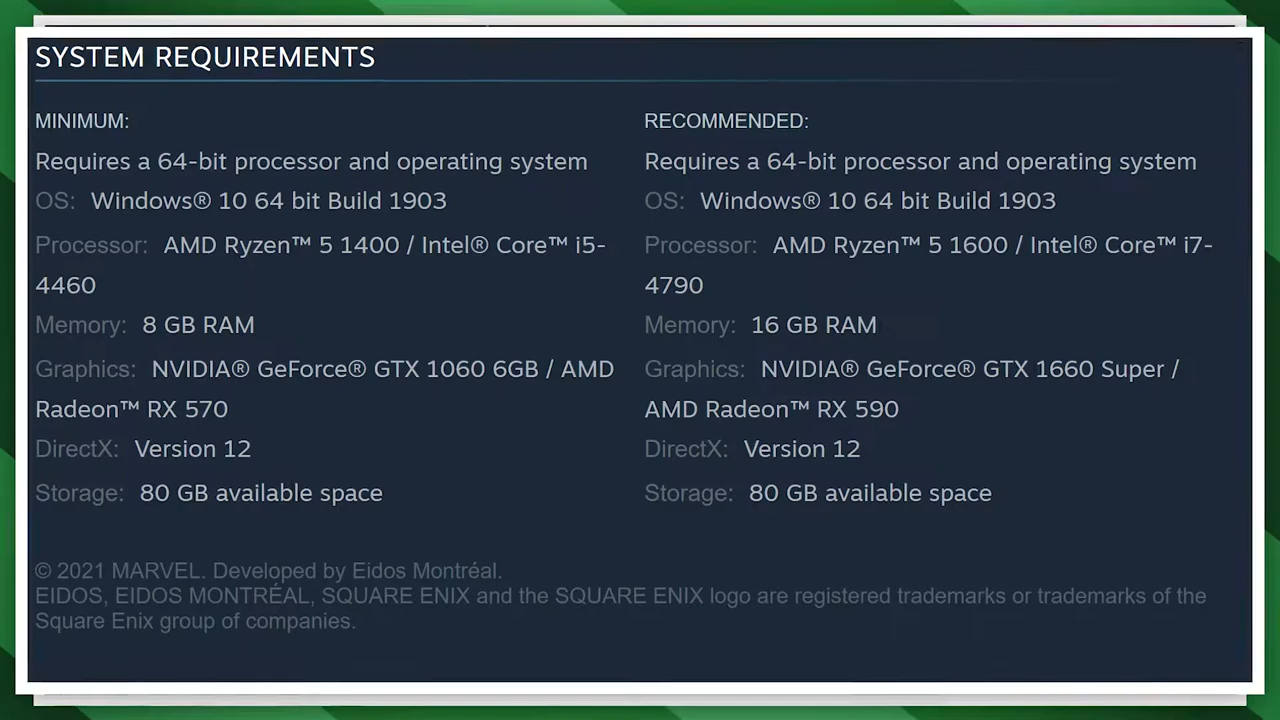 SYSTEM REQUIREMENTS
MINIMUM:
Requires a 64-bit processor and operating system
OS: Windows® 10 64 bit Build 1903
Processor: AMD Ryzen™ 5 1400 / Intel® Core™ i5-
4460
Memory: 8 GB RAM
Graphics: NVIDIA® GeForce® GTX 1060 6GB / AMD
Radeon™ RX 570
DirectX: Version 12
Storage: 80 GB available space
RECOMMENDED:
Requires a 64-bit processor and operating system
OS: Windows® 10 64 bit Build 1903
Processor: AMD Ryzen™ 5 1600 / Intel® Core™ i7-
4790
Memory: 16 GB RAM
Graphics: NVIDIA® GeForce® GTX 1660 Super /
AMD Radeon™ RX 590
DirectX: Version 12
Storage: 80 GB available space
© 2021 MARVEL. Developed by Eidos Montréal.
EIDOS, EIDOS MONTRÉAL, SQUARE ENIX and the SQUARE ENIX logo are registered trademarks or trademarks of the
Square Enix group of companies.